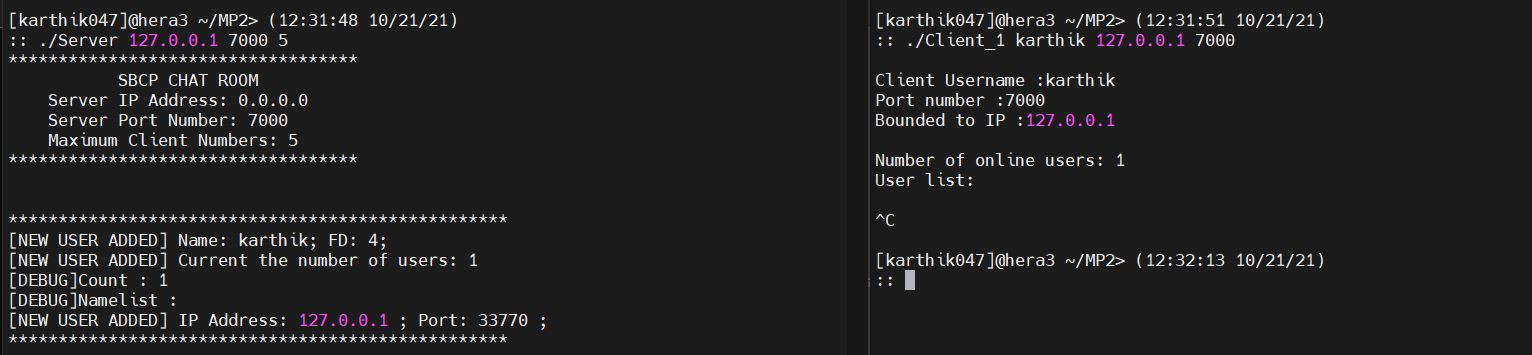 [karthik047]@hera3 ~/MP2> (12:31:48 10/21/21)
:: ./Server 127.0.0.1 7000 5
***********************************
SBCP CHAT ROOM
Server IP Address: 0.0.0.0
Server Port Number: 7000
Maximum Client Numbers: 5
***********************************
**************************************************
[NEW USER ADDED] Name: karthik; FD: 4;
[NEW USER ADDED] Current the number of users: 1
[DEBUG]Count : 1
[DEBUG]Namelist :
[NEW USER ADDED] IP Address: 127.0.0.1 ; Port: 33770 ;
**************************************************
[karthik047]@hera3 ~/MP2> (12:31:51 10/21/21)
:: ./Client_1 karthik 127.0.0.1 7000
Client Username :karthik
Port number :7000
Bounded to IP :127.0.0.1
Number of online users: 1
User list:
^C
[karthik047]@hera3 ~/MP2> (12:32:13 10/21/21)
::